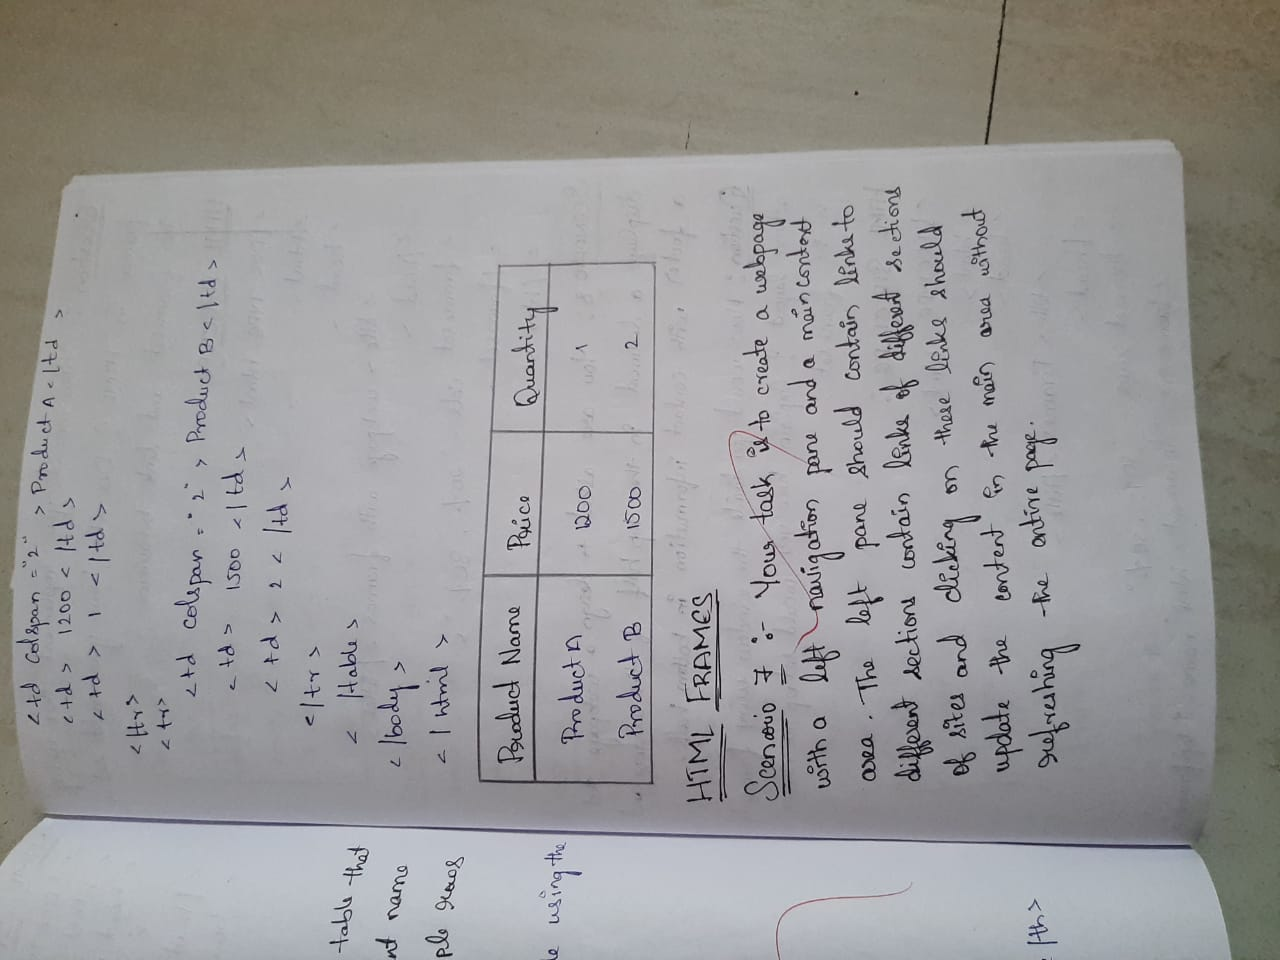 <td colspan = "2" > Product A < /td >
<td> 1200 < /td >
<td> 1 < /td >
< /tr>
< tr>
<td colspan = "2" > Product B < /td >
< td > 1500 < /td >
< td > 2 < /td >
< /tr >
< /table >
< /body >
< /html >
Product Name Price Quantity
Product A 1200 1
Product B 1500 2
HTML FRAMES
Scenario 7 :- Your task is to create a webpage
with a left navigation pane and a main content
area. The left pane should contain links to
different sections contain links of different sections
of sites and clicking on these links should
update the content in the main area without
refreshing the entire page.
table that
nt name
ple rows
using the
/th>